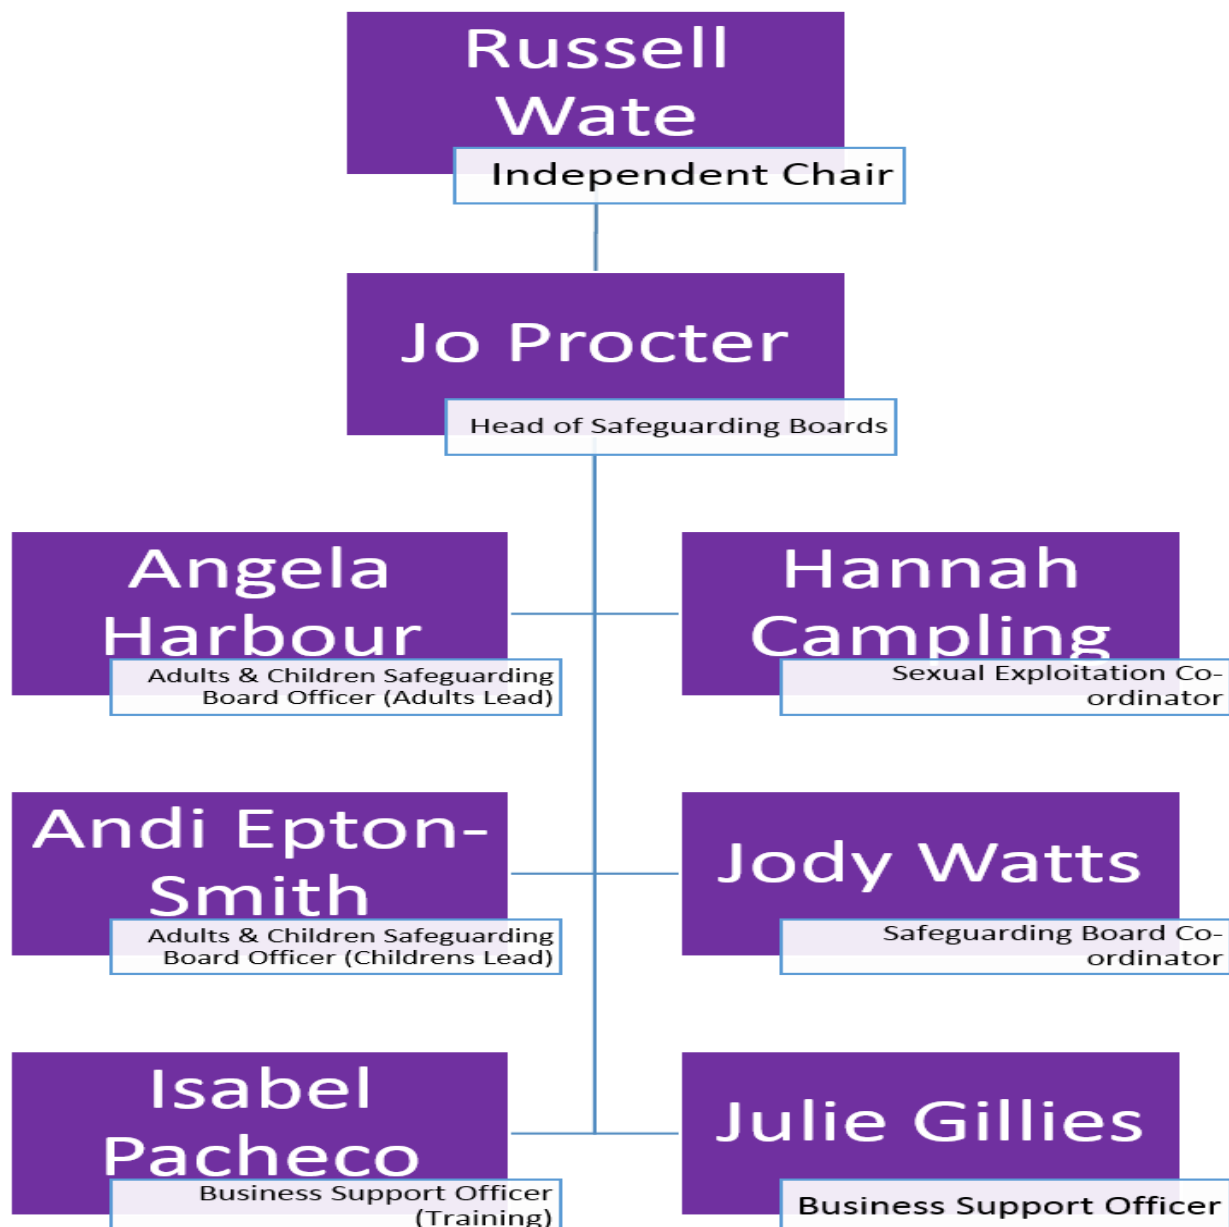 Russell
Wate
Independent Chair
Jo Procter
Head of Safeguarding Boards
Angela
Harbour
Adults & Children Safeguarding
Board Officer (Adults Lead)
Hannah
Campling
Sexual Exploitation Co-
ordinator
Andi Epton-
Smith
Adults & Children Safeguarding
Board Officer (Childrens Lead)
Jody Watts
Safeguarding Board Co-
ordinator
Isabel
Pacheco
Business Support Officer
(Training)
Julie Gillies
Business Support Officer